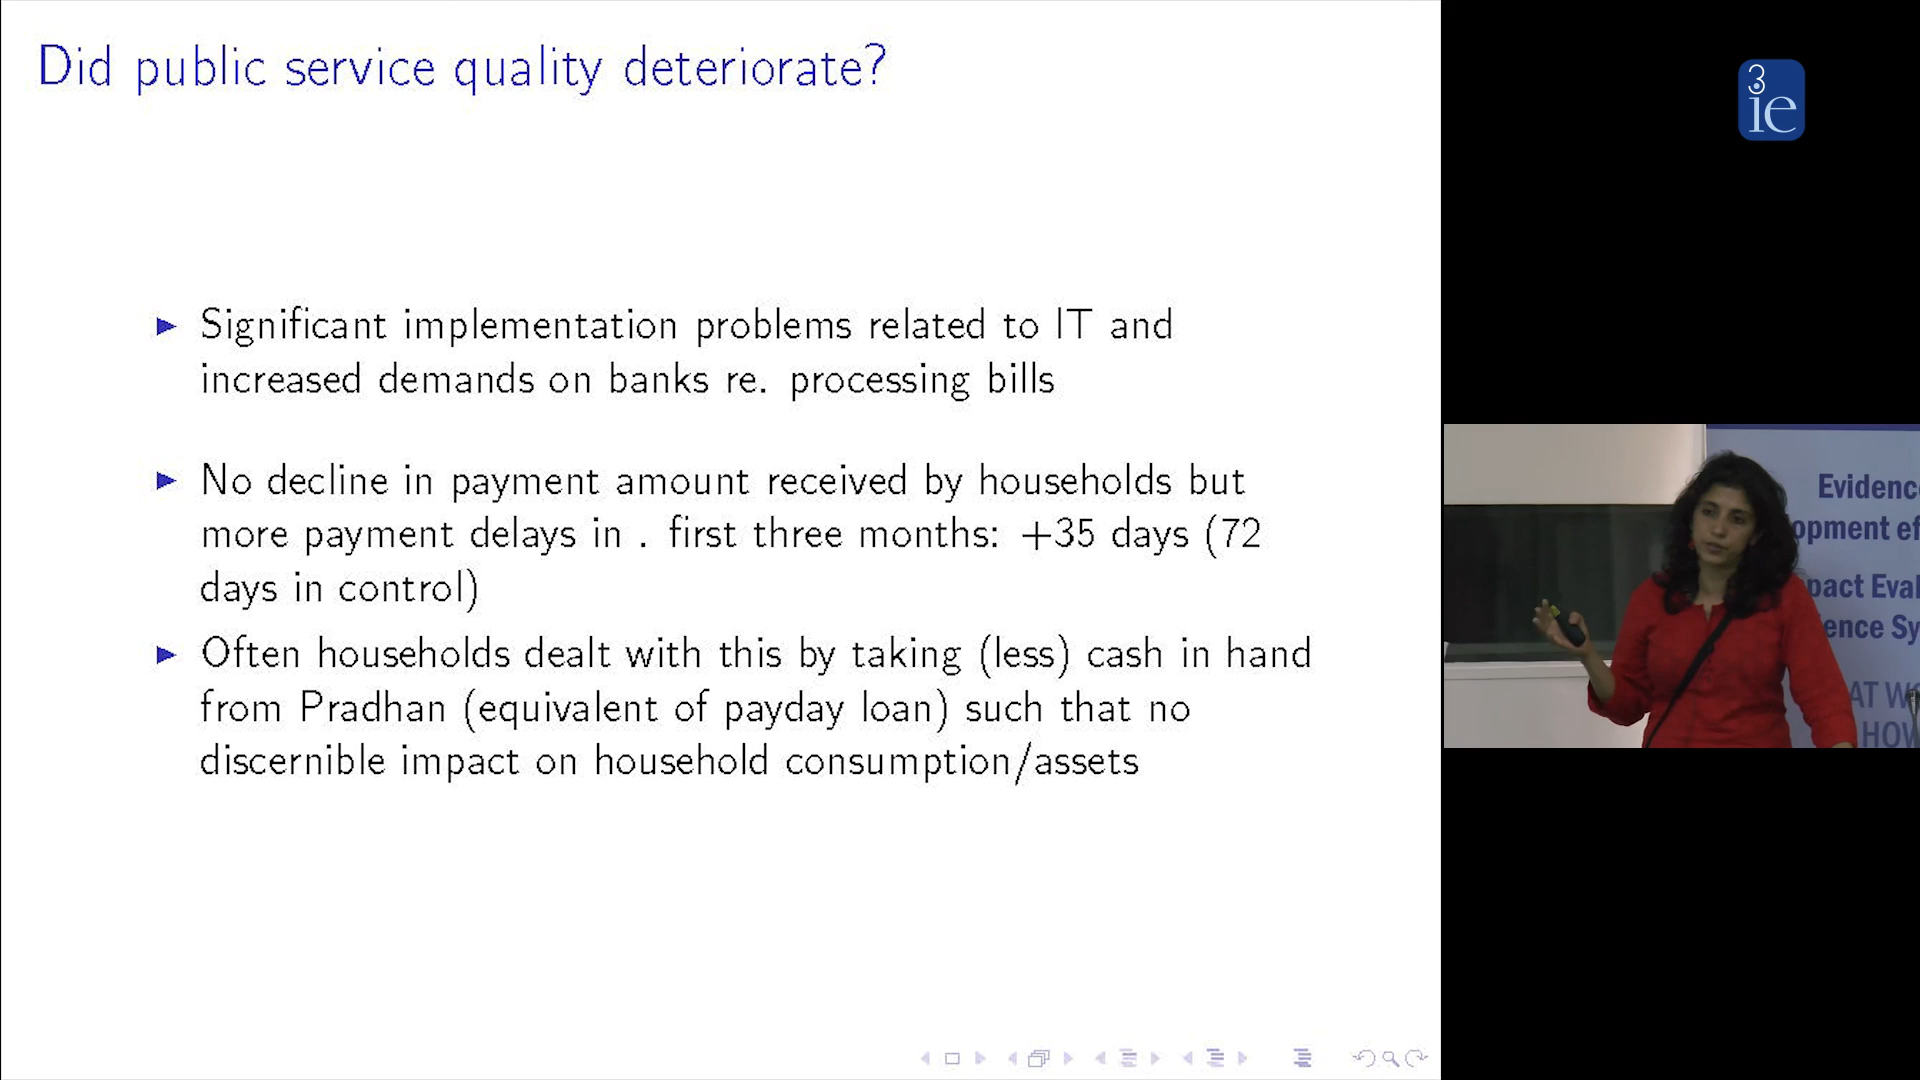 Did public service quality deteriorate?
Significant implementation problems related to IT and
increased demands on banks re. processing bills
No decline in payment amount received by households but
more payment delays in . first three months: +35 days (72
days in control)
Often households dealt with this by taking (less) cash in hand
from Pradhan (equivalent of payday loan) such that no
discernible impact on household consumption/assets
3ie
Evidenc
opment ef
pact Eval
ence Sy
AT W
HOW